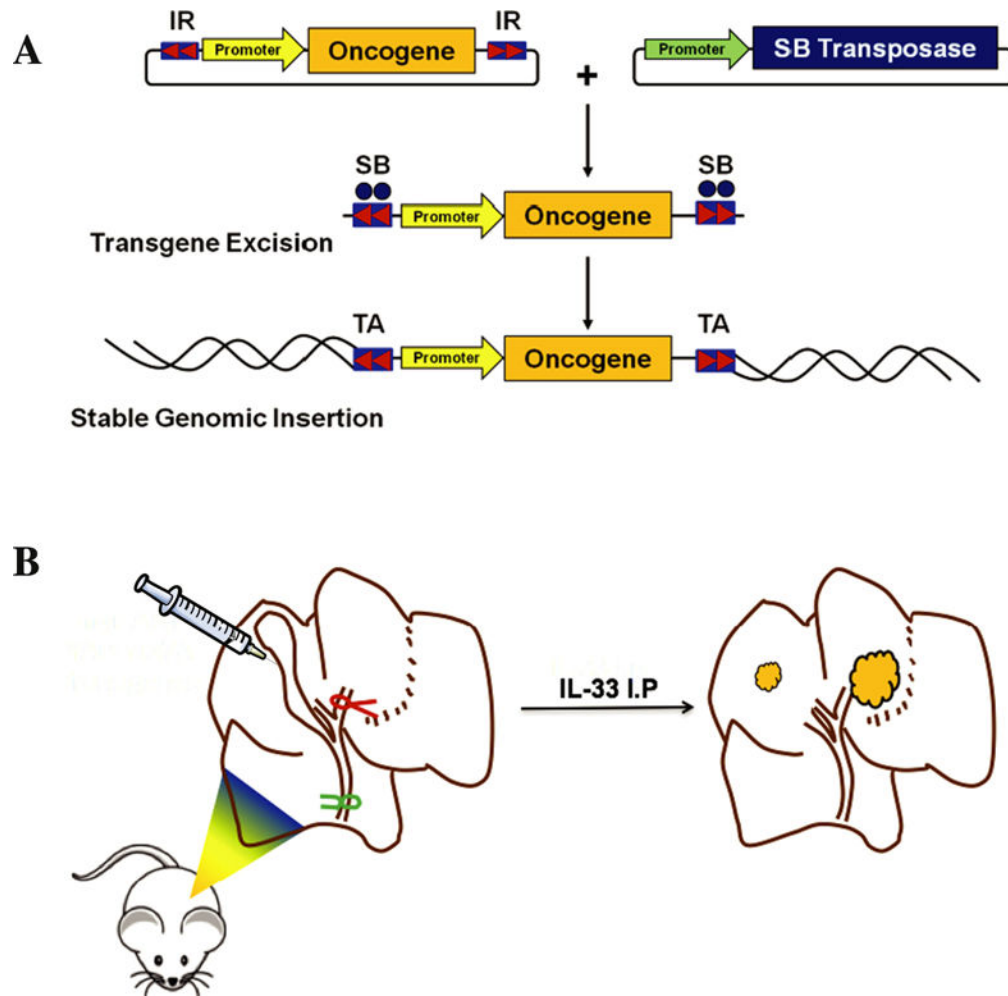 A
IR
IR
Promoter
Oncogene
Promoter
SB Transposase
+
SB
SB
Promoter
Oncogene
Transgene Excision
TA
TA
Promoter
Oncogene
Stable Genomic Insertion
B
IL-33 I.P